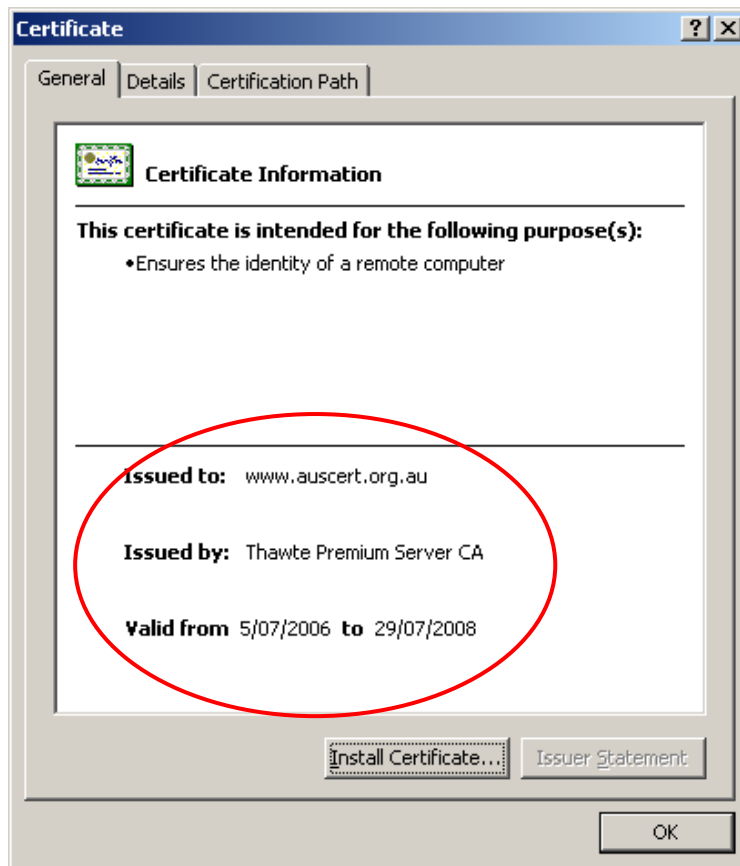 Certificate
General Details Certification Path
Certificate Information
This certificate is intended for the following purpose(s):
•Ensures the identity of a remote computer
Issued to: www.auscert.org.au
Issued by: Thawte Premium Server CA
Valid from 5/07/2006 to 29/07/2008
Install Certificate... Issuer Statement
OK